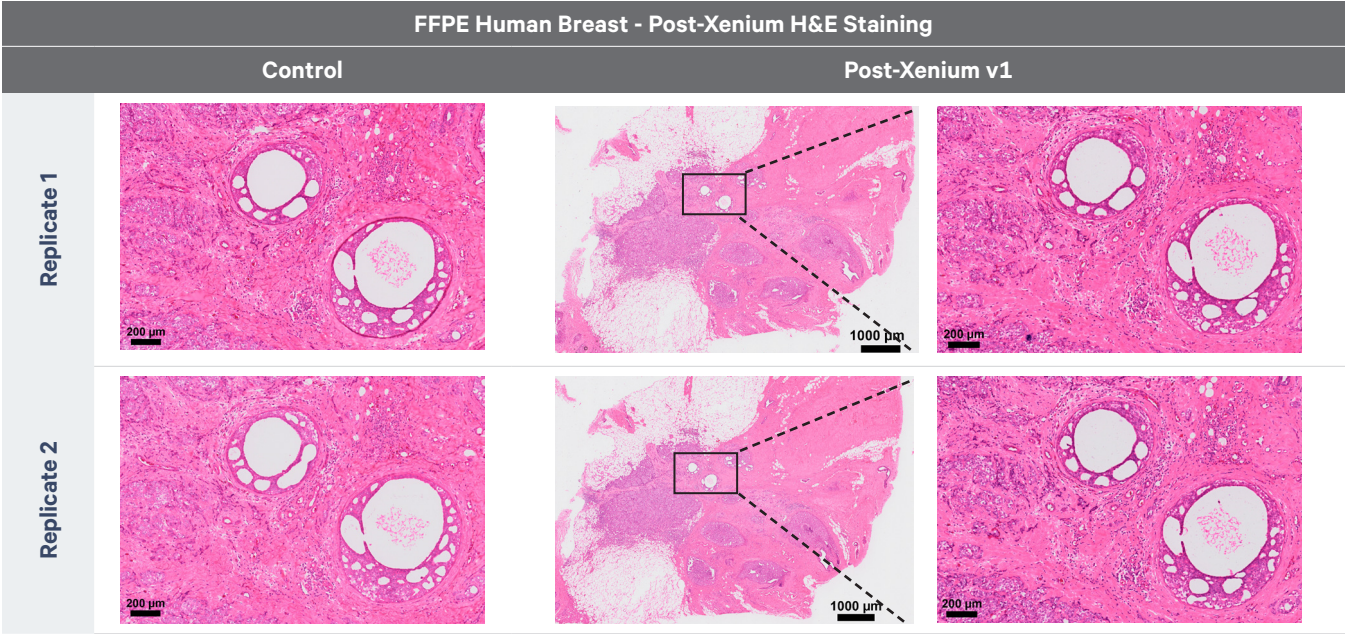 FFPE Human Breast - Post-Xenium H&E Staining
Control
Post-Xenium v1
Replicate 1
200 µm
1000 µm
200 µm
Replicate 2
200 µm
1000 µm
200 µm